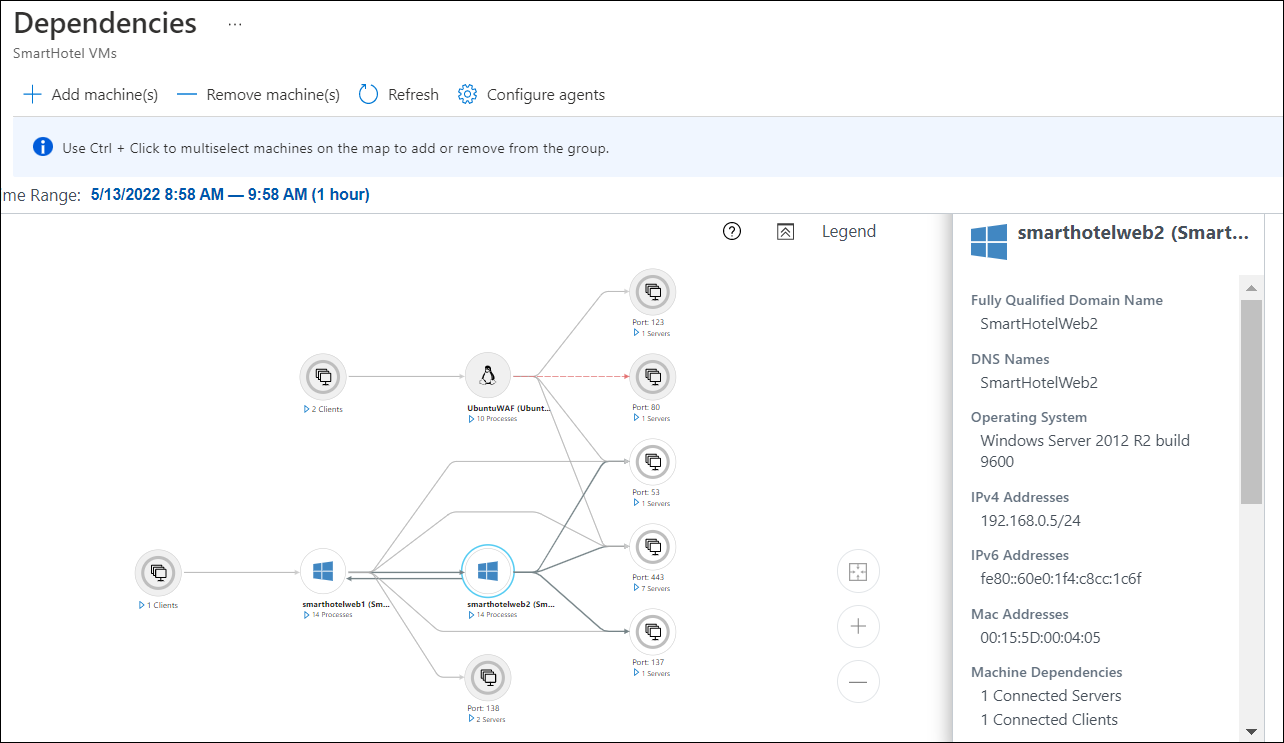 Dependencies ...
SmartHotel VMs
Add machine(s) Remove machine(s) Refresh Configure agents
Use Ctrl + Click to multiselect machines on the map to add or remove from the group.
me Range: 5/13/2022 8:58 AM — 9:58 AM (1 hour)
Legend
Port: 123
1 Servers
2 Clients
UbuntuWAF (Ubunt...
10 Processes
Port: 80
1 Servers
Port: 53
1 Servers
Port: 443
7 Servers
1 Clients
smarthotelweb1 (Sm...
14 Processes
smarthotelweb2 (Sm...
14 Processes
Port: 137
1 Servers
Port: 138
2 Servers
smarthotelweb2 (Smart...
Fully Qualified Domain Name
SmartHotelWeb2
DNS Names
SmartHotelWeb2
Operating System
Windows Server 2012 R2 build
9600
IPv4 Addresses
192.168.0.5/24
IPv6 Addresses
fe80::60e0:1f4:c8cc:1c6f
Mac Addresses
00:15:5D:00:04:05
Machine Dependencies
1 Connected Servers
1 Connected Clients